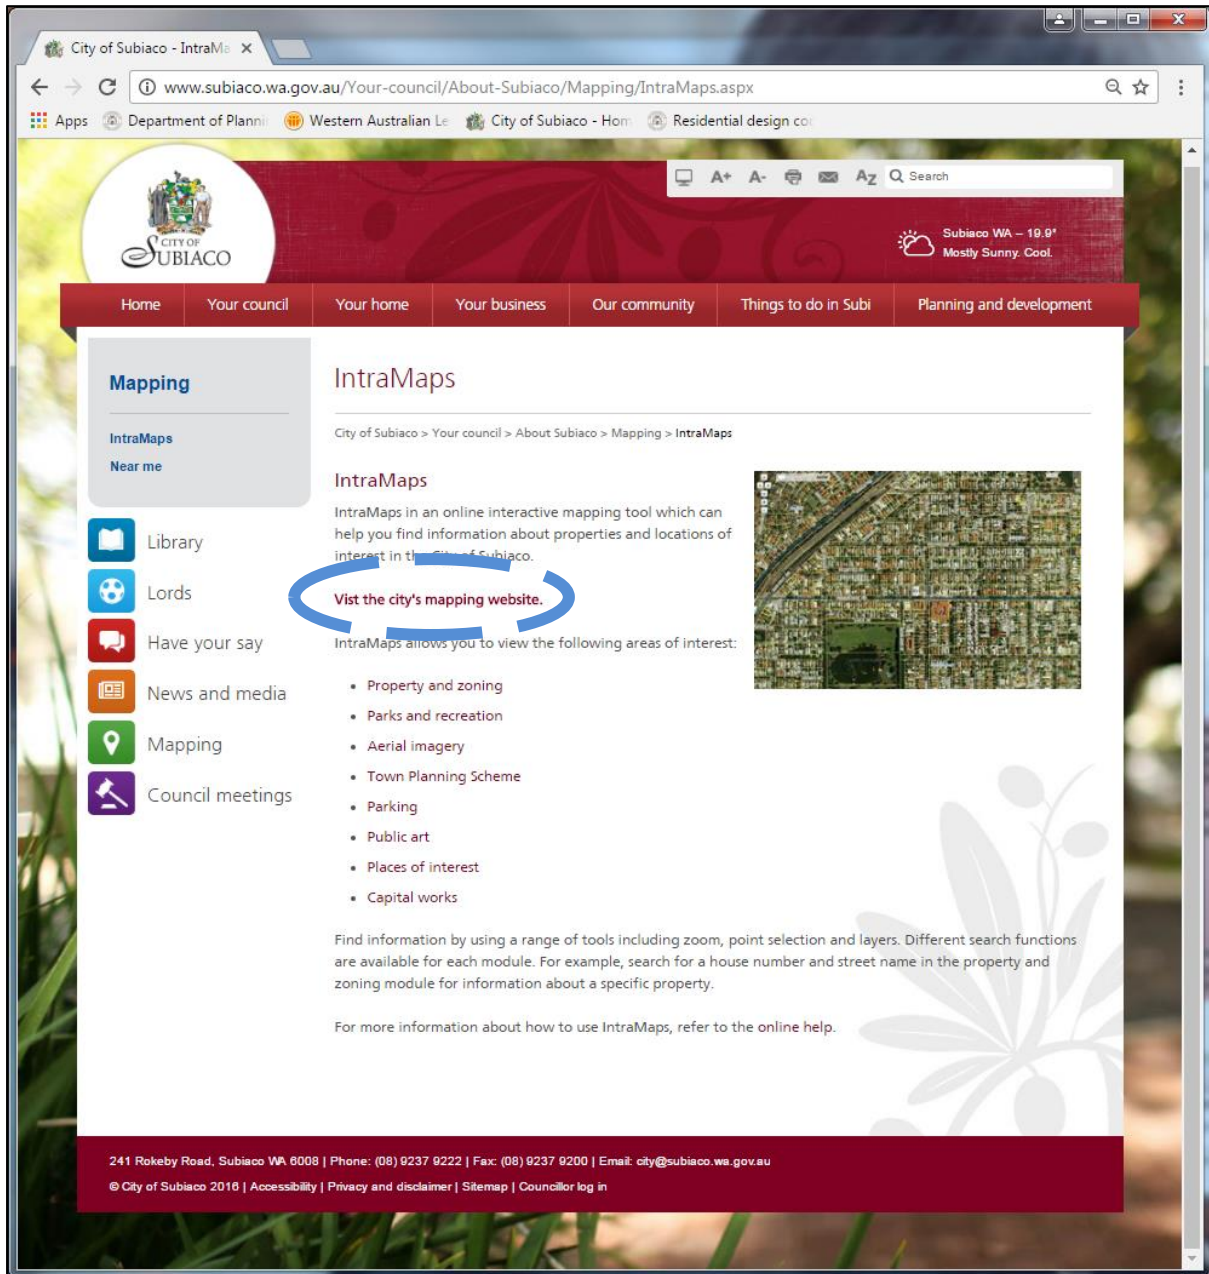 City of Subiaco - IntraMa
www.subiaco.wa.gov.au/Your-council/About-Subiaco/Mapping/IntraMaps.aspx
Apps Department of Planni Western Australian Le City of Subiaco - Hom Residential design co
A+ A- AZ Search
CITY OF
SUBIACO
Subiaco WA – 19.9°
Mostly Sunny. Cool.
Home Your council Your home Your business Our community Things to do in Subi Planning and development
Mapping
IntraMaps
Near me
Library
Lords
Have your say
News and media
Mapping
Council meetings
IntraMaps
City of Subiaco > Your council > About Subiaco > Mapping > IntraMaps
IntraMaps
IntraMaps in an online interactive mapping tool which can
help you find information about properties and locations of
interest in the City of Subiaco.
Vist the city's mapping website.
IntraMaps allows you to view the following areas of interest:
• Property and zoning
• Parks and recreation
• Aerial imagery
• Town Planning Scheme
• Parking
• Public art
• Places of interest
• Capital works
Find information by using a range of tools including zoom, point selection and layers. Different search functions
are available for each module. For example, search for a house number and street name in the property and
zoning module for information about a specific property.
For more information about how to use IntraMaps, refer to the online help.
241 Rokeby Road, Subiaco WA 6008 | Phone: (08) 9237 9222 | Fax: (08) 9237 9200 | Email: city@subiaco.wa.gov.au
© City of Subiaco 2016 | Accessibility | Privacy and disclaimer | Sitemap | Councillor log in